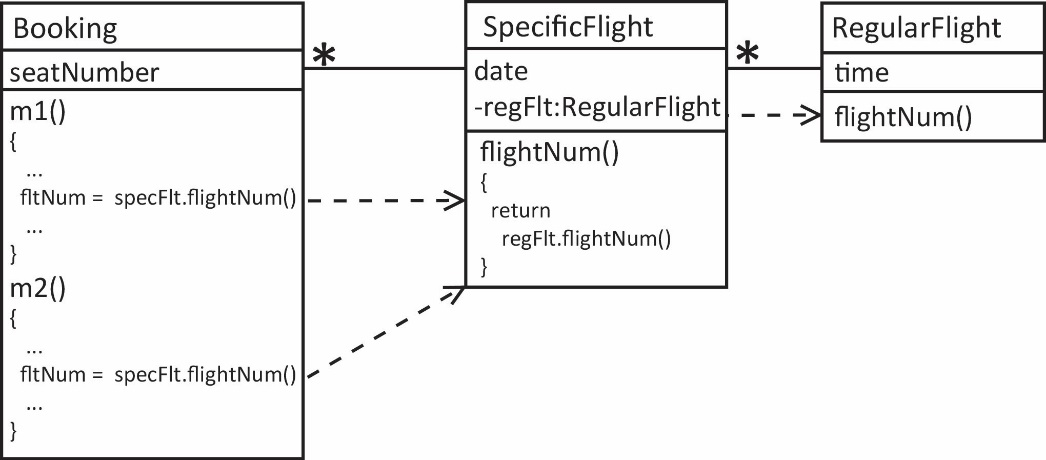 Booking
seatNumber
*
m1()
{
...
fltNum = specFlt.flightNum()
...
}
m2()
{
...
fltNum = specFlt.flightNum()
...
}
SpecificFlight
date
-regFlt:RegularFlight
*
flightNum()
{
return
regFlt.flightNum()
}
RegularFlight
time
flightNum()